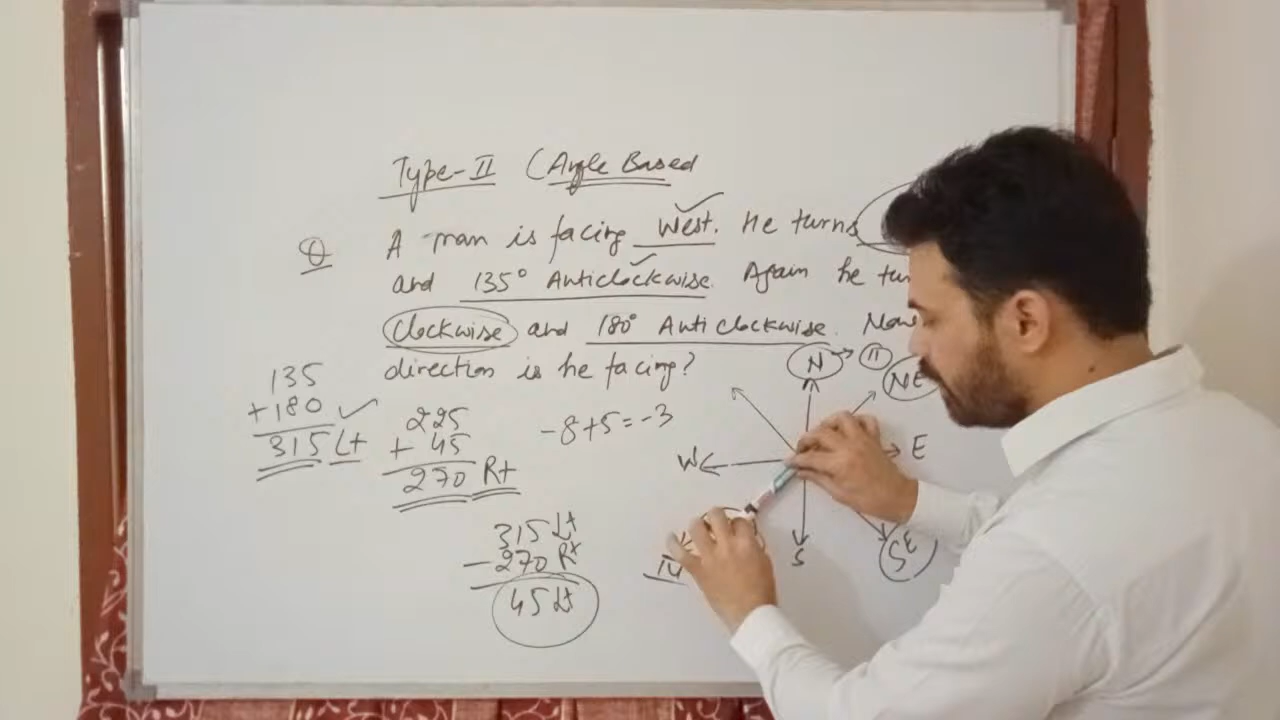 Type-II (Angle Based
Q A man is facing West. He turns
and 135° Anticlockwise. Again he tur
Clockwise and 180° Anticlockwise. Now
direction is he facing?
135
+180
315 Lt
225
+ 45
270 Rt
-8+5=-3
315 Lt
-270 Rt
45 Lt
N II
NE
W E
S SE